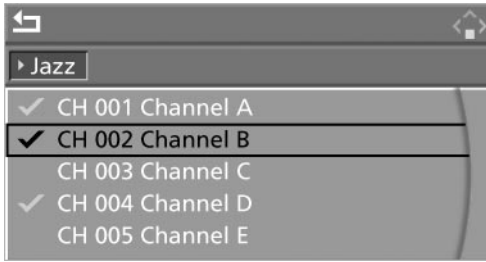 Jazz
CH 001 Channel A
CH 002 Channel B
CH 003 Channel C
CH 004 Channel D
CH 005 Channel E